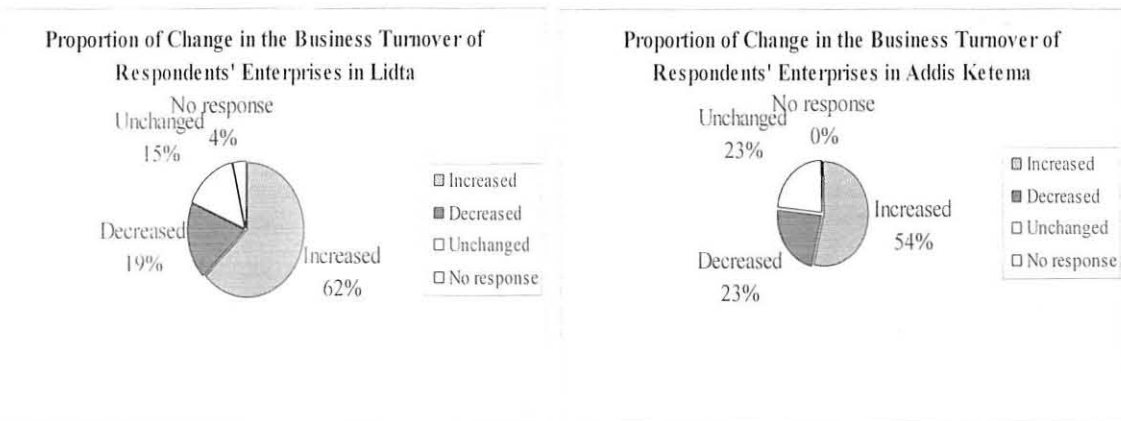 Proportion of Change in the Business Turnover of
Respondents' Enterprises in Lidta
No response
4%
Unchanged
15%
Decreased
19%
Increased
62%
Increased
Decreased
Unchanged
No response
Proportion of Change in the Business Turnover of
Respondents' Enterprises in Addis Ketema
No response
0%
Unchanged
23%
Increased
54%
Decreased
23%
Increased
Decreased
Unchanged
No response